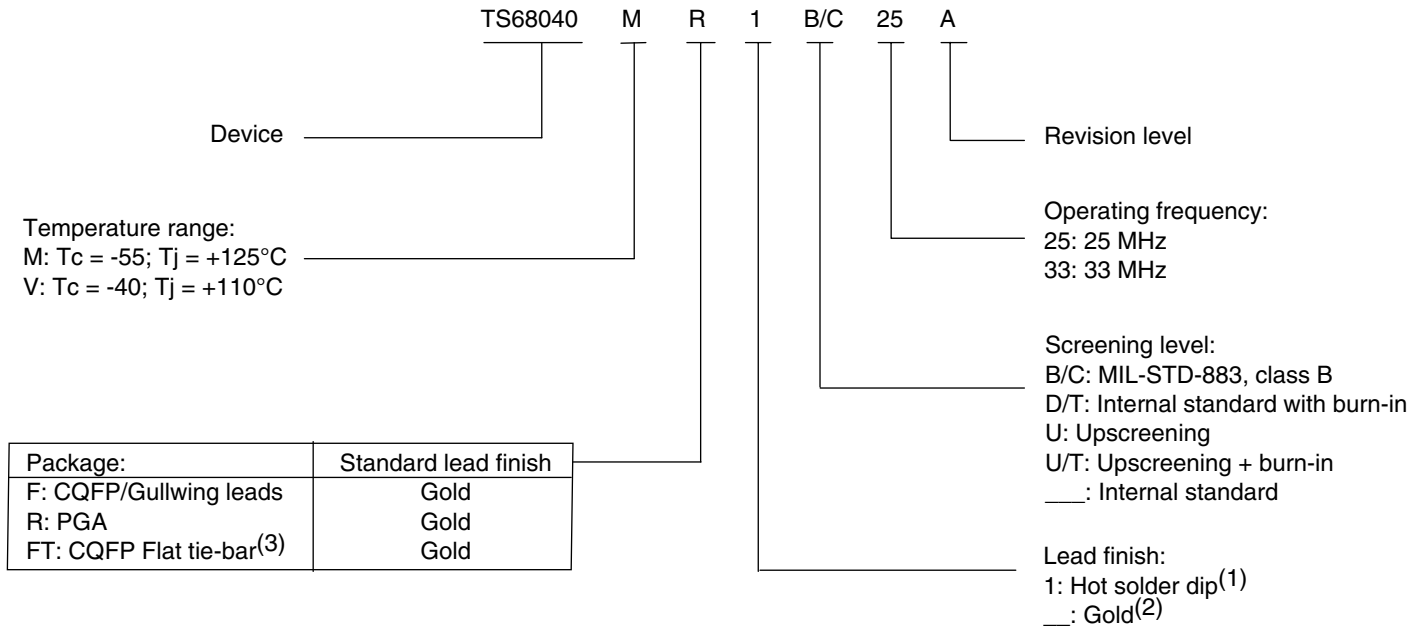 TS68040 M R 1 B/C 25 A
Device
Revision level
Temperature range:
M: Tc = -55; Tj = +125°C
V: Tc = -40; Tj = +110°C
Operating frequency:
25: 25 MHz
33: 33 MHz
Screening level:
B/C: MIL-STD-883, class B
D/T: Internal standard with burn-in
U: Upscreening
U/T: Upscreening + burn-in
___: Internal standard
Package: Standard lead finish
F: CQFP/Gullwing leads Gold
R: PGA Gold
FT: CQFP Flat tie-bar(3) Gold
Lead finish:
1: Hot solder dip(1)
__: Gold(2)